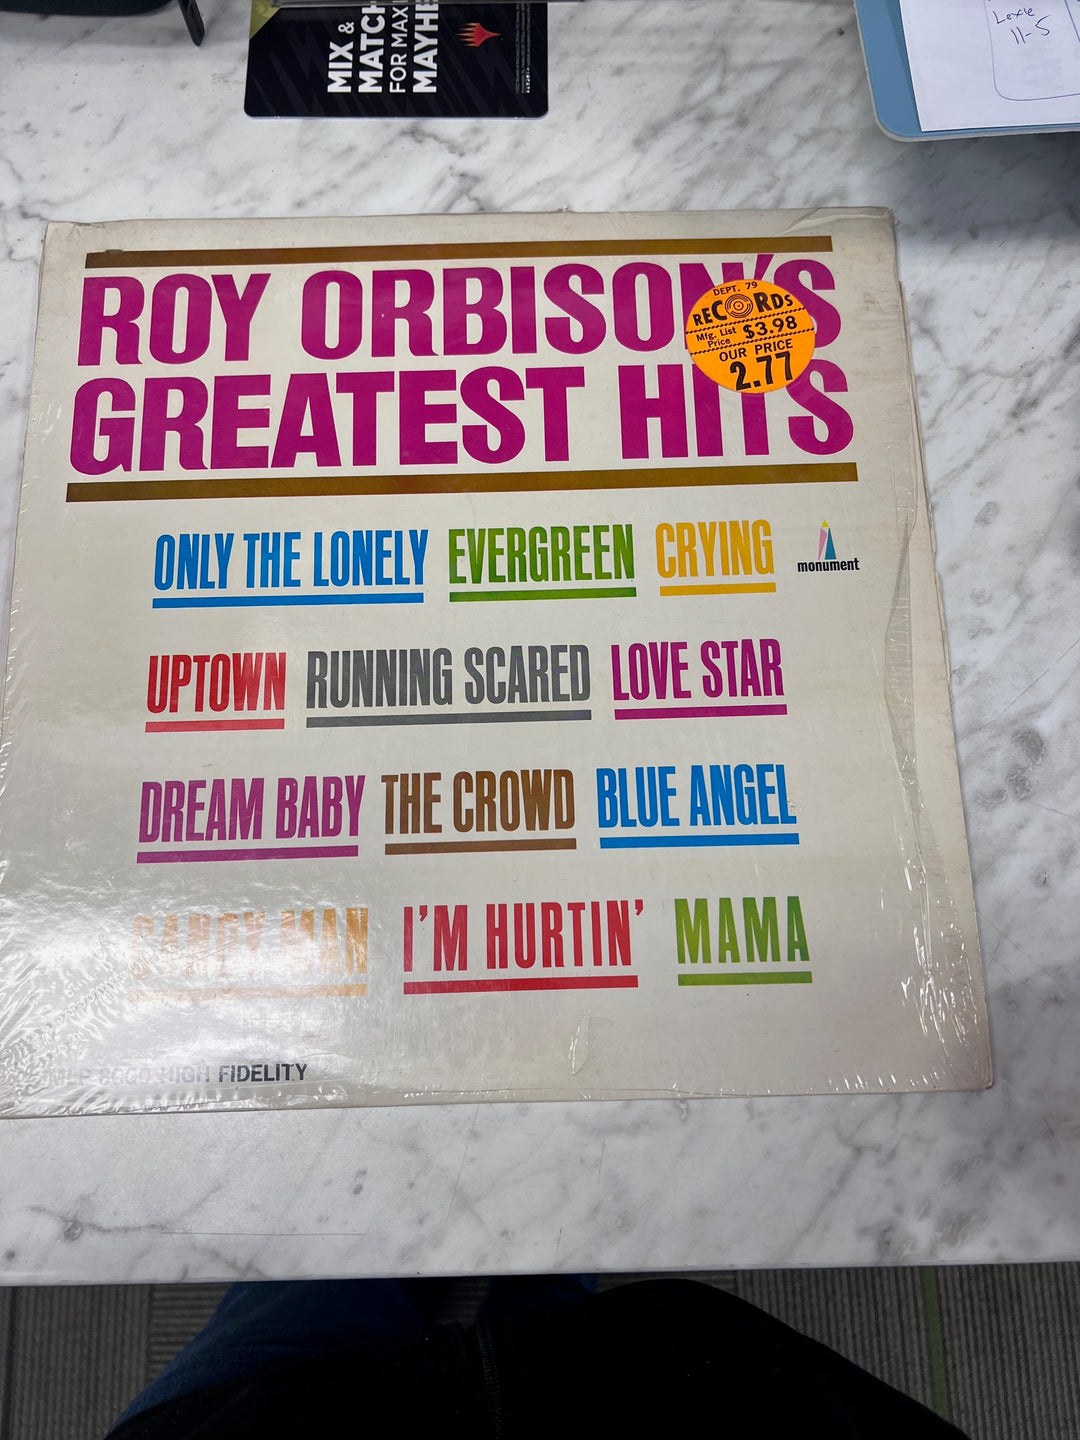 MIX &
MATCH
FOR MAX
MAYHE
Lexie
11-5
ROY ORBISON'S
GREATEST HITS
DEPT. 79
RECORDS
Mfg. List Price $3.98
OUR PRICE
2.77
ONLY THE LONELY EVERGREEN CRYING
monument
UPTOWN RUNNING SCARED LOVE STAR
DREAM BABY THE CROWD BLUE ANGEL
CANDY MAN I'M HURTIN' MAMA
MLP 8000 HIGH FIDELITY